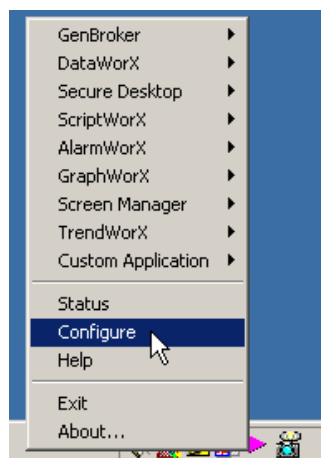 GenBroker
DataWorX
Secure Desktop
ScriptWorX
AlarmWorX
GraphWorX
Screen Manager
TrendWorX
Custom Application
Status
Configure
Help
Exit
About...